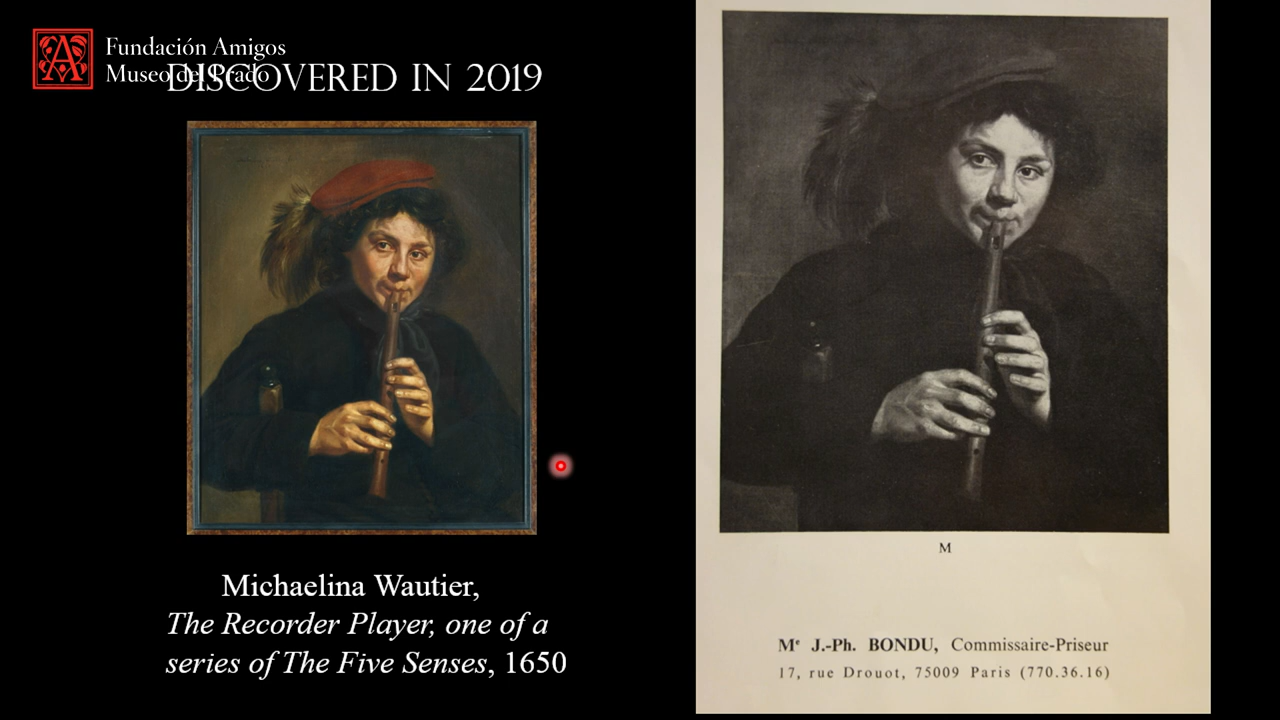 Fundación Amigos
Museo del Prado
DISCOVERED IN 2019
Michaelina Wautier,
The Recorder Player, one of a
series of The Five Senses, 1650
M
Mᵉ J.-Ph. BONDU, Commissaire-Priseur
17, rue Drouot, 75009 Paris (770.36.16)